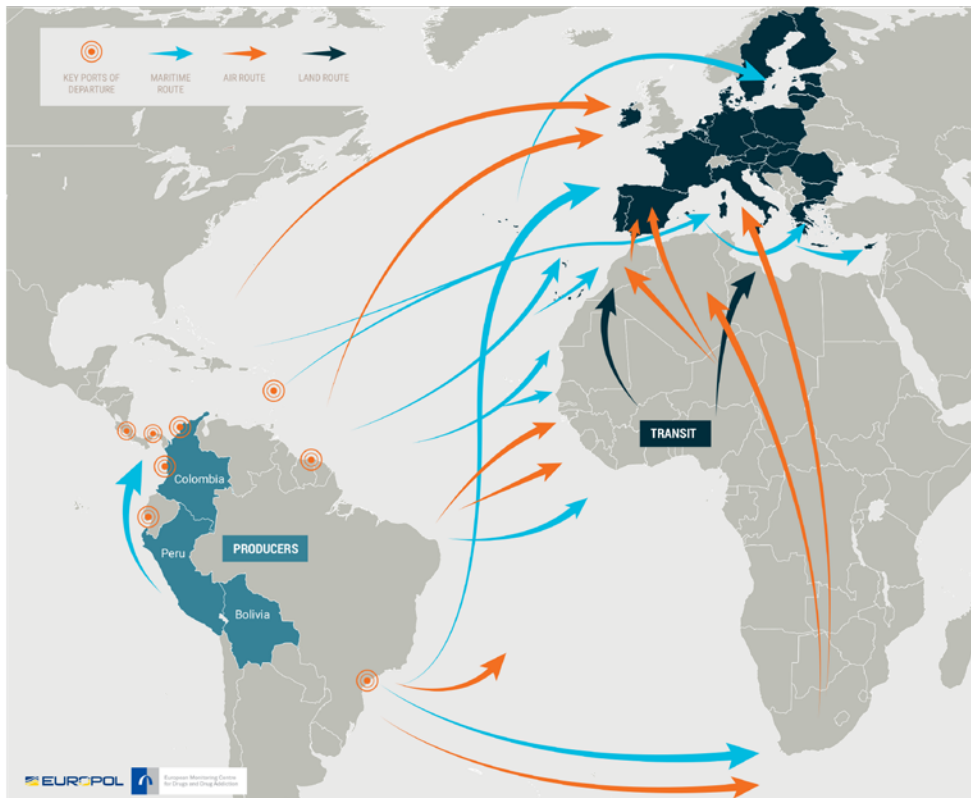 KEY PORTS OF
DEPARTURE
MARITIME
ROUTE
AIR ROUTE
LAND ROUTE
TRANSIT
Colombia
PRODUCERS
Peru
Bolivia
EUROPOL
European Monitoring Centre
for Drugs and Drug Addiction